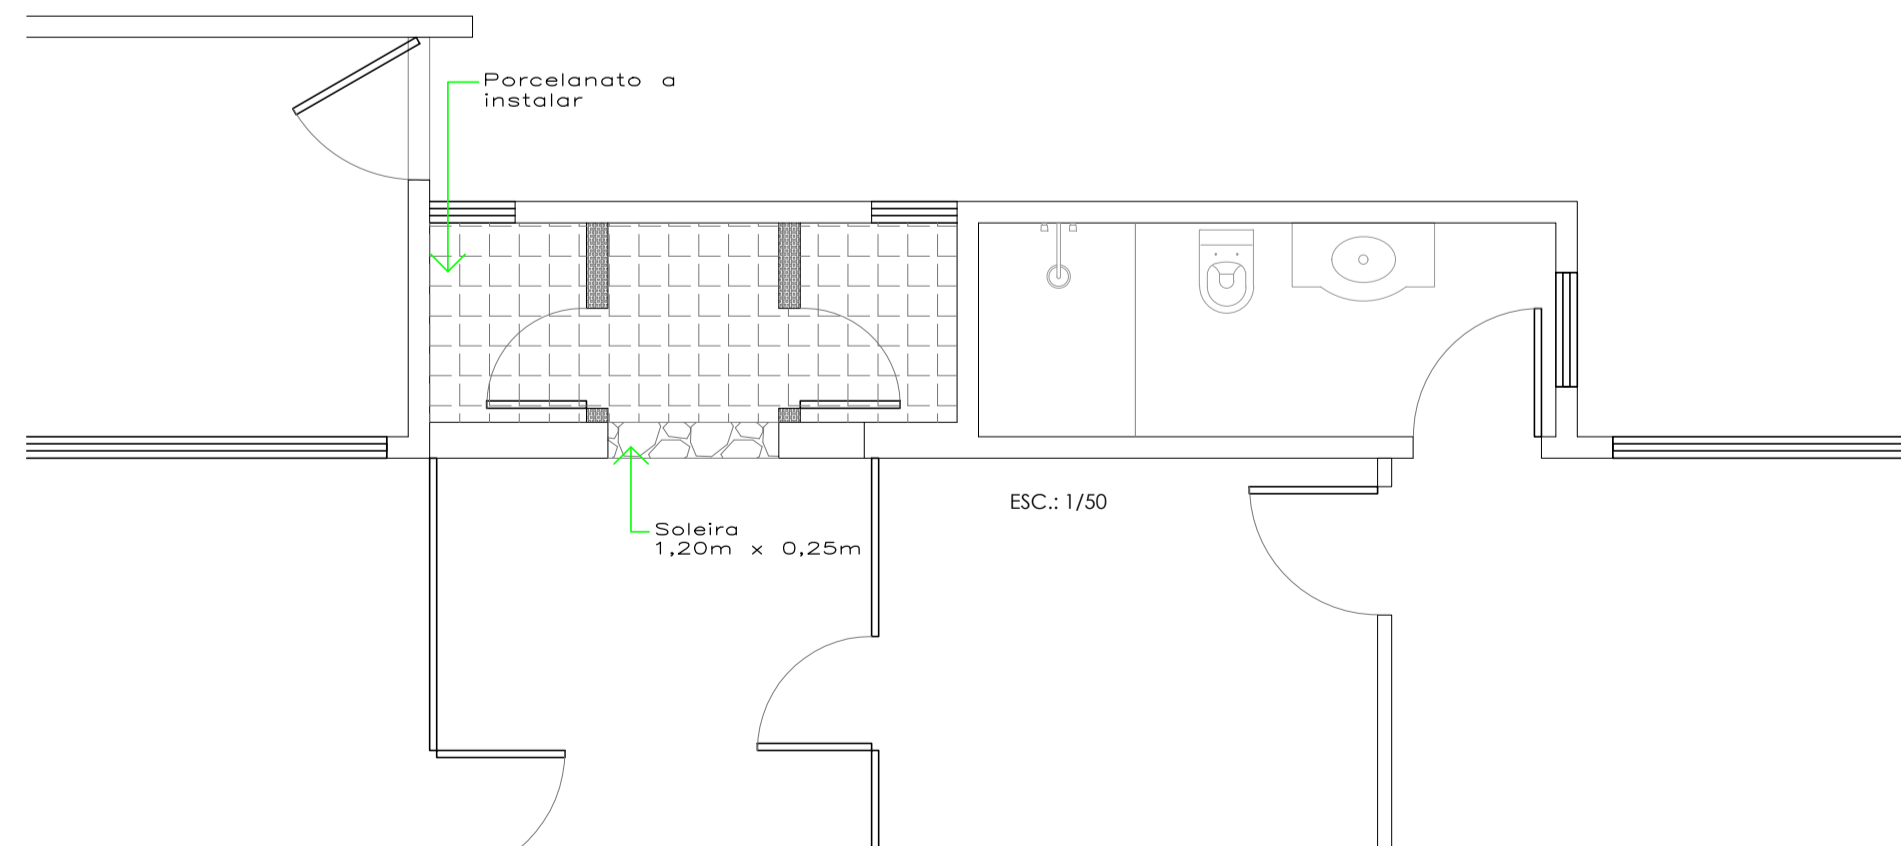 Porcelanato a
instalar
ESC.: 1/50
Soleira
1,20m x 0,25m